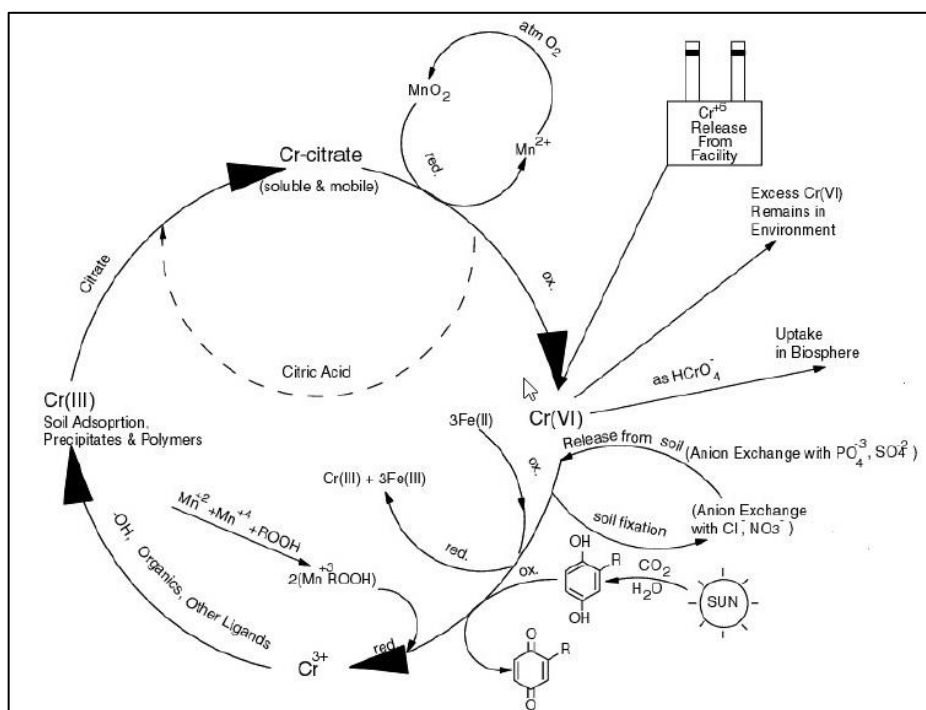 atm O2
MnO2
Mn2+
red.
Cr-citrate
(soluble & mobile)
Cr+6
Release
From
Facility
Excess Cr(VI)
Remains in
Environment
Citrate
ox.
Citric Acid
Uptake
in Biosphere
as HCrO4-
Cr(III)
Soil Adsoprtion,
Precipitates & Polymers
Cr(VI)
3Fe(II)
ox.
Release from soil
(Anion Exchange with PO4-3, SO4-2)
Cr(III) + 3Fe(III)
Mn+2+Mn+4+ROOH
soil fixation
(Anion Exchange
with Cl-, NO3-)
red.
ox.
2(Mn+3 ROOH)
OH
R
OH
CO2
H2O
SUN
-OH, Organics, Other Ligands
red.
Cr3+
O
R
O